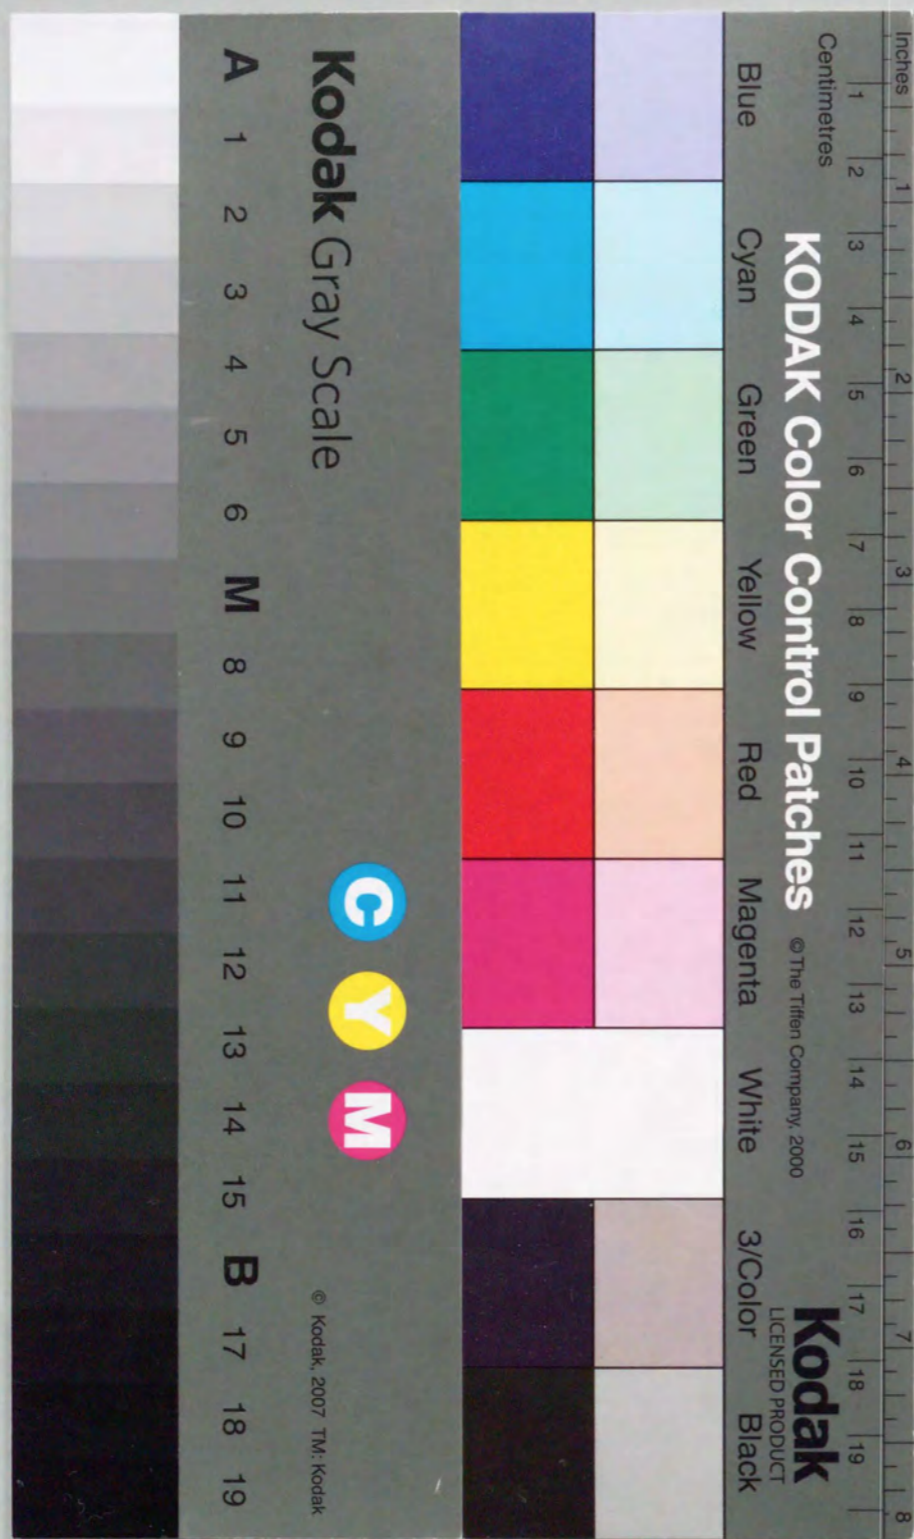 Inches 1 2 3 4 5 6 7 8
Centimetres 1 2 3 4 5 6 7 8 9 10 11 12 13 14 15 16 17 18 19
KODAK Color Control Patches © The Tiffen Company, 2000
Kodak
LICENSED PRODUCT
Blue Cyan Green Yellow Red Magenta White 3/Color Black
Kodak Gray Scale
C Y M
© Kodak, 2007 TM: Kodak
A 1 2 3 4 5 6 M 8 9 10 11 12 13 14 15 B 17 18 19